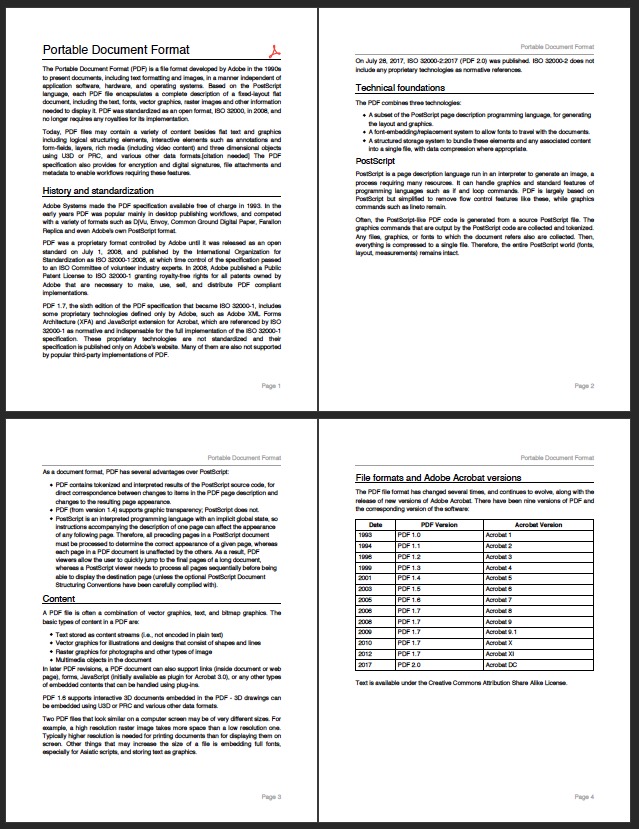 Portable Document Format
The Portable Document Format (PDF) is a file format developed by Adobe in the 1990s
to present documents, including text formatting and images, in a manner independent of
application software, hardware, and operating systems. Based on the PostScript
language, each PDF file encapsulates a complete description of a fixed-layout flat
document, including the text, fonts, vector graphics, raster images and other information
needed to display it. PDF was standardized as an open format, ISO 32000, in 2008, and
no longer requires any royalties for its implementation.
Today, PDF files may contain a variety of content besides flat text and graphics
including logical structuring elements, interactive elements such as annotations and
form-fields, layers, rich media (including video content) and three dimensional objects
using U3D or PRC, and various other data formats.[citation needed] The PDF
specification also provides for encryption and digital signatures, file attachments and
metadata to enable workflows requiring these features.
History and standardization
Adobe Systems made the PDF specification available free of charge in 1993. In the
early years PDF was popular mainly in desktop publishing workflows, and competed
with a variety of formats such as DjVu, Envoy, Common Ground Digital Paper, Farallon
Replica and even Adobe's own PostScript format.
PDF was a proprietary format controlled by Adobe until it was released as an open
standard on July 1, 2008, and published by the International Organization for
Standardization as ISO 32000-1:2008, at which time control of the specification passed
to an ISO Committee of volunteer industry experts. In 2008, Adobe published a Public
Patent License to ISO 32000-1 granting royalty-free rights for all patents owned by
Adobe that are necessary to make, use, sell, and distribute PDF compliant
implementations.
PDF 1.7, the sixth edition of the PDF specification that became ISO 32000-1, includes
some proprietary technologies defined only by Adobe, such as Adobe XML Forms
Architecture (XFA) and JavaScript extension for Acrobat, which are referenced by ISO
32000-1 as normative and indispensable for the full implementation of the ISO 32000-1
specification. These proprietary technologies are not standardized and their
specification is published only on Adobe's website. Many of them are also not supported
by popular third-party implementations of PDF.
Page 1
Portable Document Format
On July 28, 2017, ISO 32000-2:2017 (PDF 2.0) was published. ISO 32000-2 does not
include any proprietary technologies as normative references.
Technical foundations
The PDF combines three technologies:
• A subset of the PostScript page description programming language, for generating
the layout and graphics.
• A font-embedding/replacement system to allow fonts to travel with the documents.
• A structured storage system to bundle these elements and any associated content
into a single file, with data compression where appropriate.
PostScript
PostScript is a page description language run in an interpreter to generate an image, a
process requiring many resources. It can handle graphics and standard features of
programming languages such as if and loop commands. PDF is largely based on
PostScript but simplified to remove flow control features like these, while graphics
commands such as lineto remain.
Often, the PostScript-like PDF code is generated from a source PostScript file. The
graphics commands that are output by the PostScript code are collected and tokenized.
Any files, graphics, or fonts to which the document refers also are collected. Then,
everything is compressed to a single file. Therefore, the entire PostScript world (fonts,
layout, measurements) remains intact.
Page 2
Portable Document Format
As a document format, PDF has several advantages over PostScript:
• PDF contains tokenized and interpreted results of the PostScript source code, for
direct correspondence between changes to items in the PDF page description and
changes to the resulting page appearance.
• PDF (from version 1.4) supports graphic transparency; PostScript does not.
• PostScript is an interpreted programming language with an implicit global state, so
instructions accompanying the description of one page can affect the appearance
of any following page. Therefore, all preceding pages in a PostScript document
must be processed to determine the correct appearance of a given page, whereas
each page in a PDF document is unaffected by the others. As a result, PDF
viewers allow the user to quickly jump to the final pages of a long document,
whereas a PostScript viewer needs to process all pages sequentially before being
able to display the destination page (unless the optional PostScript Document
Structuring Conventions have been carefully complied with).
Content
A PDF file is often a combination of vector graphics, text, and bitmap graphics. The
basic types of content in a PDF are:
• Text stored as content streams (i.e., not encoded in plain text)
• Vector graphics for illustrations and designs that consist of shapes and lines
• Raster graphics for photographs and other types of image
• Multimedia objects in the document
In later PDF revisions, a PDF document can also support links (inside document or web
page), forms, JavaScript (initially available as plugin for Acrobat 3.0), or any other types
of embedded contents that can be handled using plug-ins.
PDF 1.6 supports interactive 3D documents embedded in the PDF - 3D drawings can
be embedded using U3D or PRC and various other data formats.
Two PDF files that look similar on a computer screen may be of very different sizes. For
example, a high resolution raster image takes more space than a low resolution one.
Typically higher resolution is needed for printing documents than for displaying them on
screen. Other things that may increase the size of a file is embedding full fonts,
especially for Asiatic scripts, and storing text as graphics.
Page 3
Portable Document Format
File formats and Adobe Acrobat versions
The PDF file format has changed several times, and continues to evolve, along with the
release of new versions of Adobe Acrobat. There have been nine versions of PDF and
the corresponding version of the software:
Date PDF Version Acrobat Version
1993 PDF 1.0 Acrobat 1
1994 PDF 1.1 Acrobat 2
1996 PDF 1.2 Acrobat 3
1999 PDF 1.3 Acrobat 4
2001 PDF 1.4 Acrobat 5
2003 PDF 1.5 Acrobat 6
2005 PDF 1.6 Acrobat 7
2006 PDF 1.7 Acrobat 8
2008 PDF 1.7 Acrobat 9
2009 PDF 1.7 Acrobat 9.1
2010 PDF 1.7 Acrobat X
2012 PDF 1.7 Acrobat XI
2017 PDF 2.0 Acrobat DC
Text is available under the Creative Commons Attribution Share Alike License.
Page 4